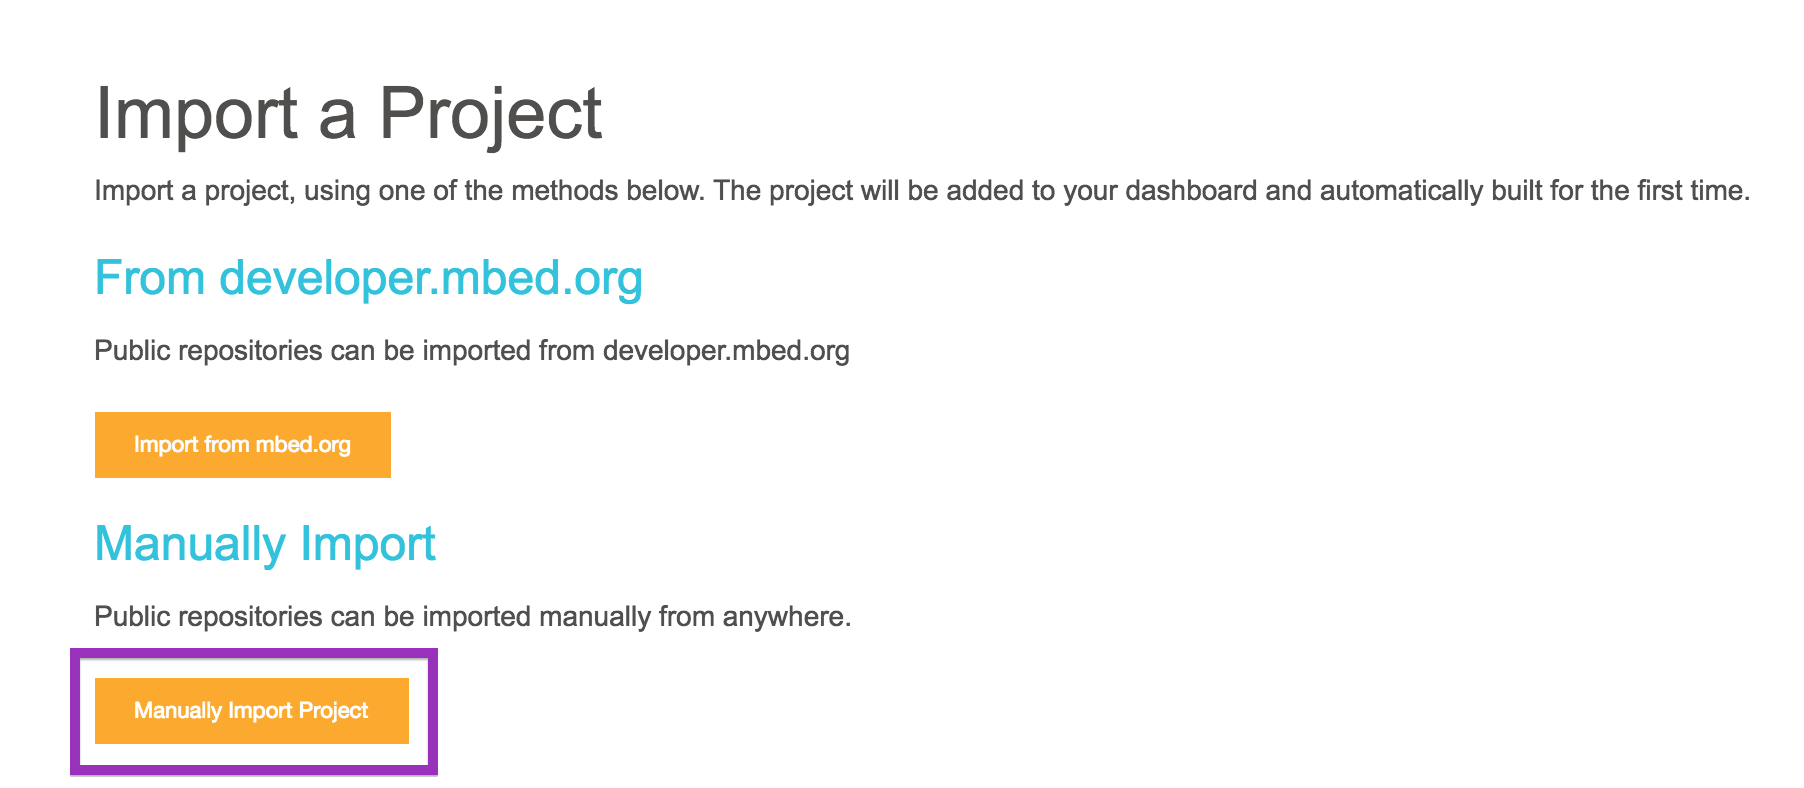 Import a Project
Import a project, using one of the methods below. The project will be added to your dashboard and automatically built for the first time.
From developer.mbed.org
Public repositories can be imported from developer.mbed.org
Import from mbed.org
Manually Import
Public repositories can be imported manually from anywhere.
Manually Import Project